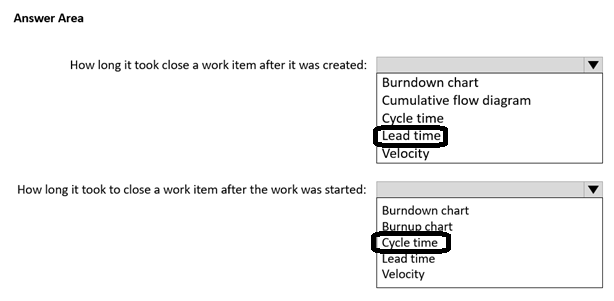 Answer Area
How long it took close a work item after it was created:
Burndown chart
Cumulative flow diagram
Cycle time
Lead time
Velocity
How long it took to close a work item after the work was started:
Burndown chart
Burnup chart
Cycle time
Lead time
Velocity